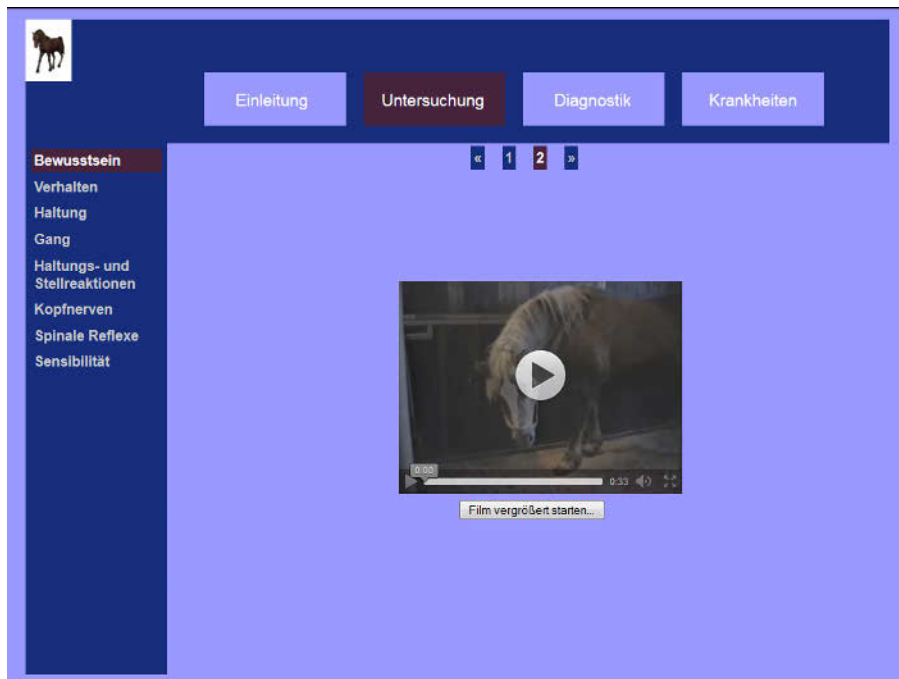 Einleitung
Untersuchung
Diagnostik
Krankheiten
« 1 2 »
Bewusstsein
Verhalten
Haltung
Gang
Haltungs- und
Stellreaktionen
Kopfnerven
Spinale Reflexe
Sensibilität
0:00
0:33
Film vergrößert starten...